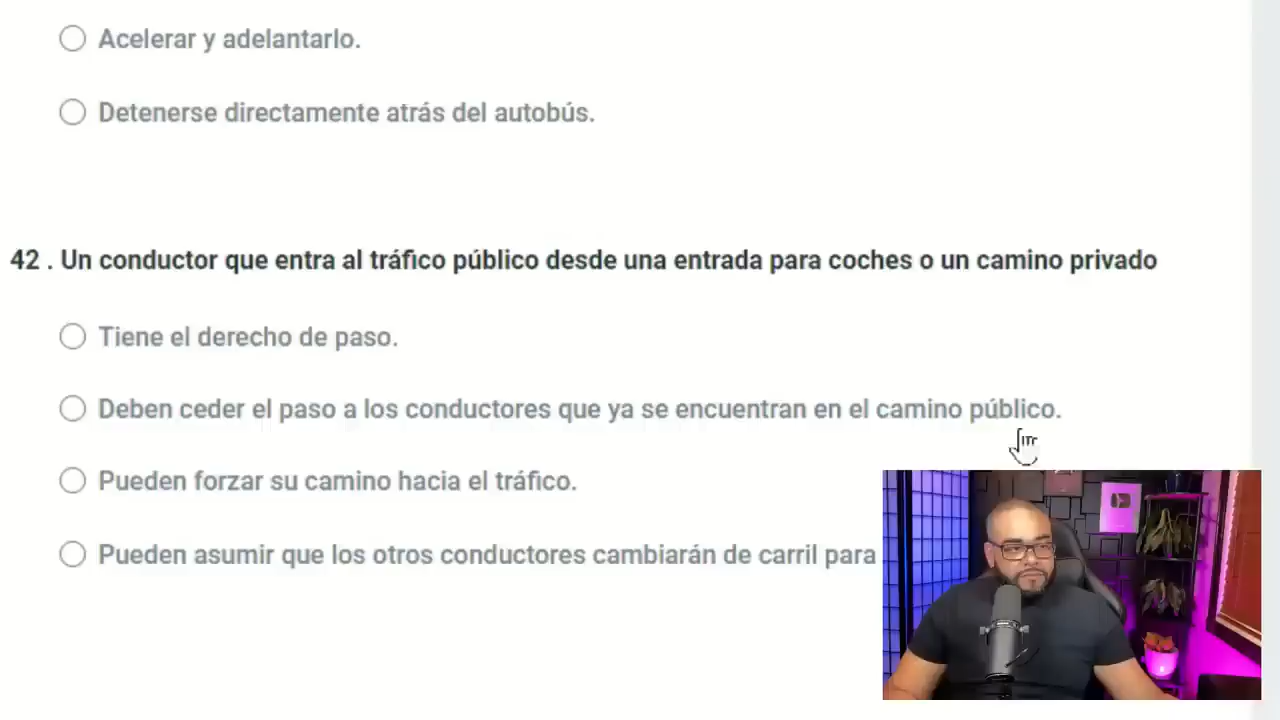 Acelerar y adelantarlo.
Detenerse directamente atrás del autobús.
42 . Un conductor que entra al tráfico público desde una entrada para coches o un camino privado
Tiene el derecho de paso.
Deben ceder el paso a los conductores que ya se encuentran en el camino público.
Pueden forzar su camino hacia el tráfico.
Pueden asumir que los otros conductores cambiarán de carril para